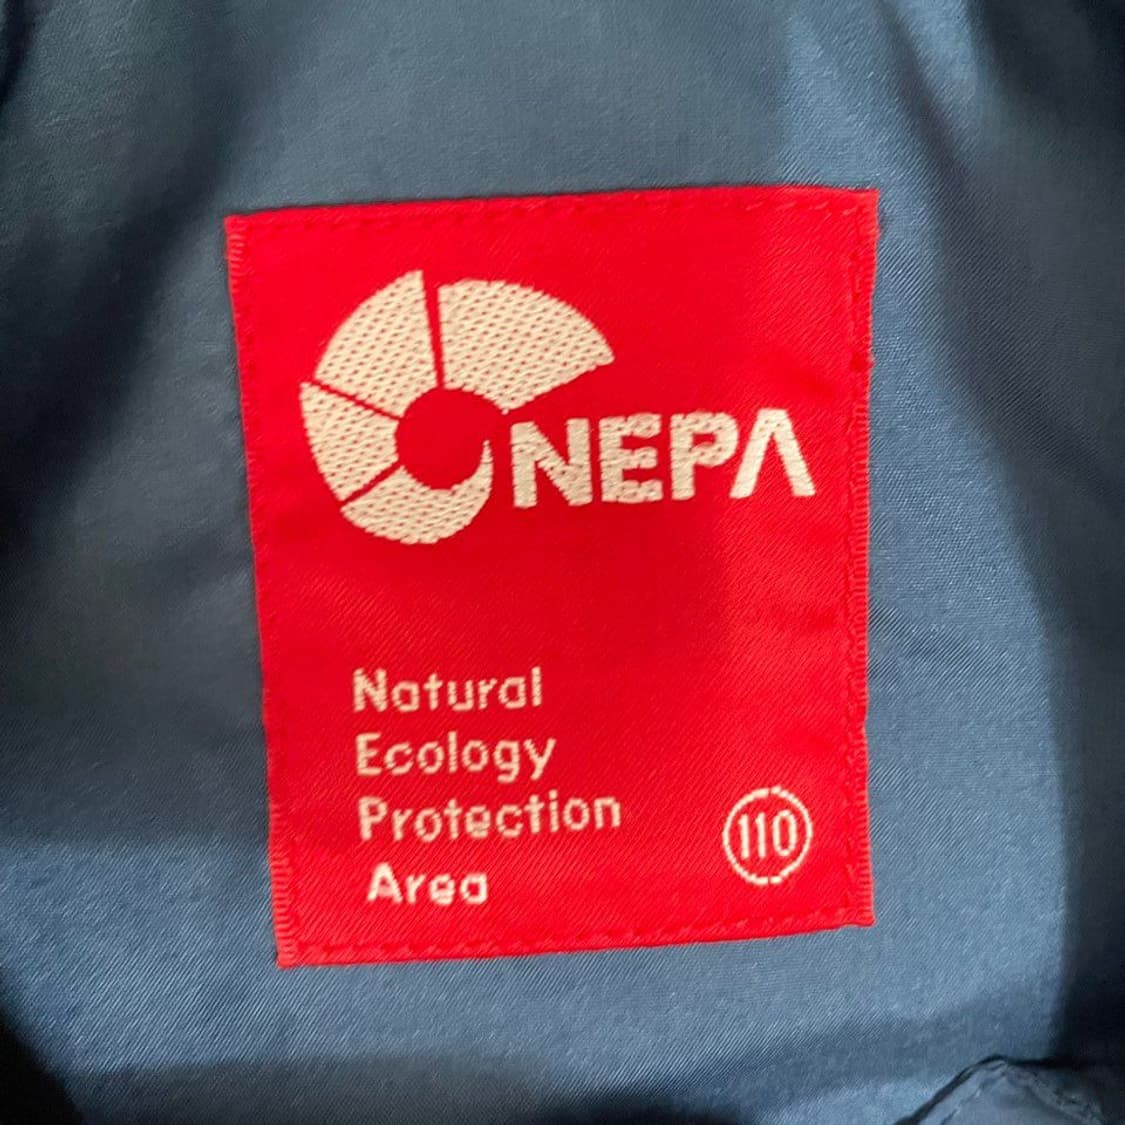 NEPA
Natural
Ecology
Protection
Area
110